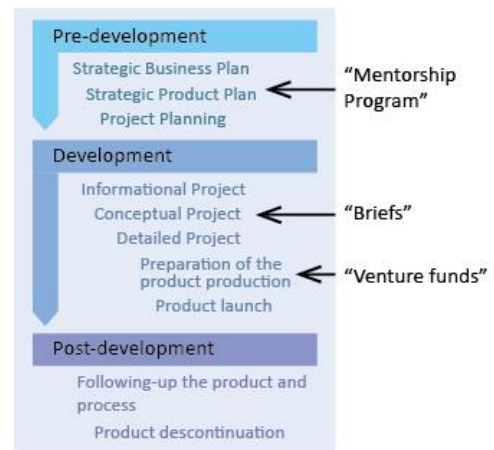 Pre-development
Strategic Business Plan
Strategic Product Plan
Project Planning
“Mentorship
Program”
Development
Informational Project
Conceptual Project
“Briefs”
Detailed Project
Preparation of the
product production
“Venture funds”
Product launch
Post-development
Following-up the product and
process
Product descontinuation